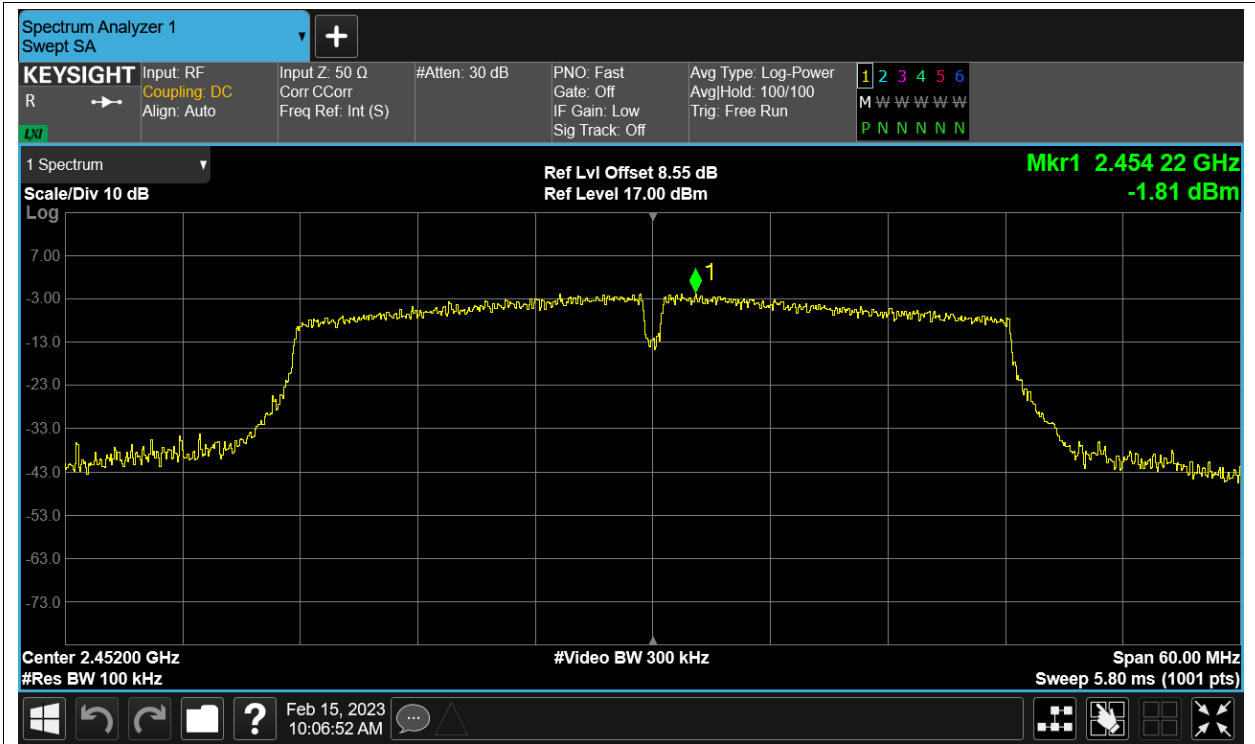 Spectrum Analyzer 1
Swept SA
KEYSIGHT
R
LXI
Input: RF
Coupling: DC
Align: Auto
Input Z: 50 Ω
Corr CCorr
Freq Ref: Int (S)
#Atten: 30 dB
PNO: Fast
Gate: Off
IF Gain: Low
Sig Track: Off
Avg Type: Log-Power
Avg|Hold: 100/100
Trig: Free Run
1 2 3 4 5 6
M W W W W W
P N N N N N
1 Spectrum
Scale/Div 10 dB
Log
Ref Lvl Offset 8.55 dB
Ref Level 17.00 dBm
Mkr1 2.454 22 GHz
-1.81 dBm
1
7.00
-3.00
-13.0
-23.0
-33.0
-43.0
-53.0
-63.0
-73.0
Center 2.45200 GHz
#Res BW 100 kHz
#Video BW 300 kHz
Span 60.00 MHz
Sweep 5.80 ms (1001 pts)
?
Feb 15, 2023
10:06:52 AM